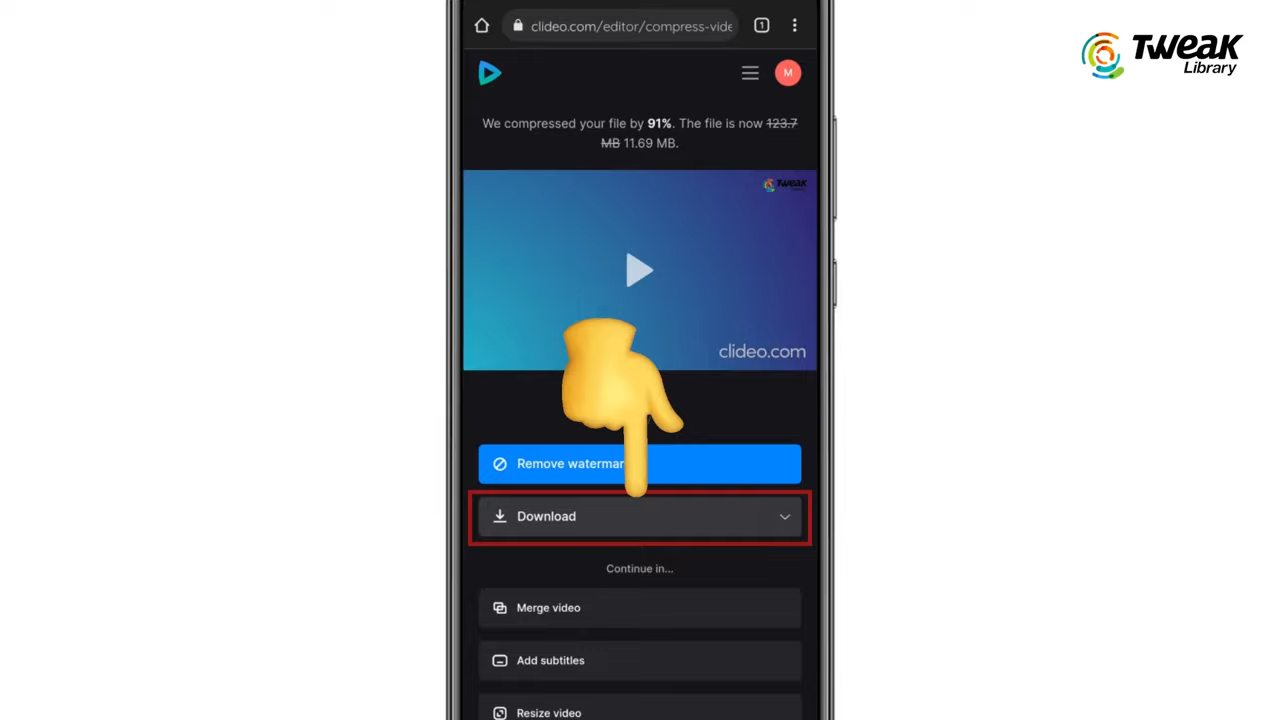 clideo.com/editor/compress-vide
1
TWEAK
Library
M
We compressed your file by 91%. The file is now 123.7
MB 11.69 MB.
TWEAK
clideo.com
Remove watermar
Download
Continue in...
Merge video
Add subtitles
Resize video